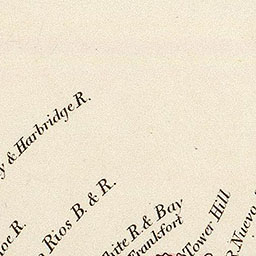 y & Harbridge R.
oe R.
Rios B. & R.
hite R. & Bay
Frankfort
Tower Hill
R. Nuevo